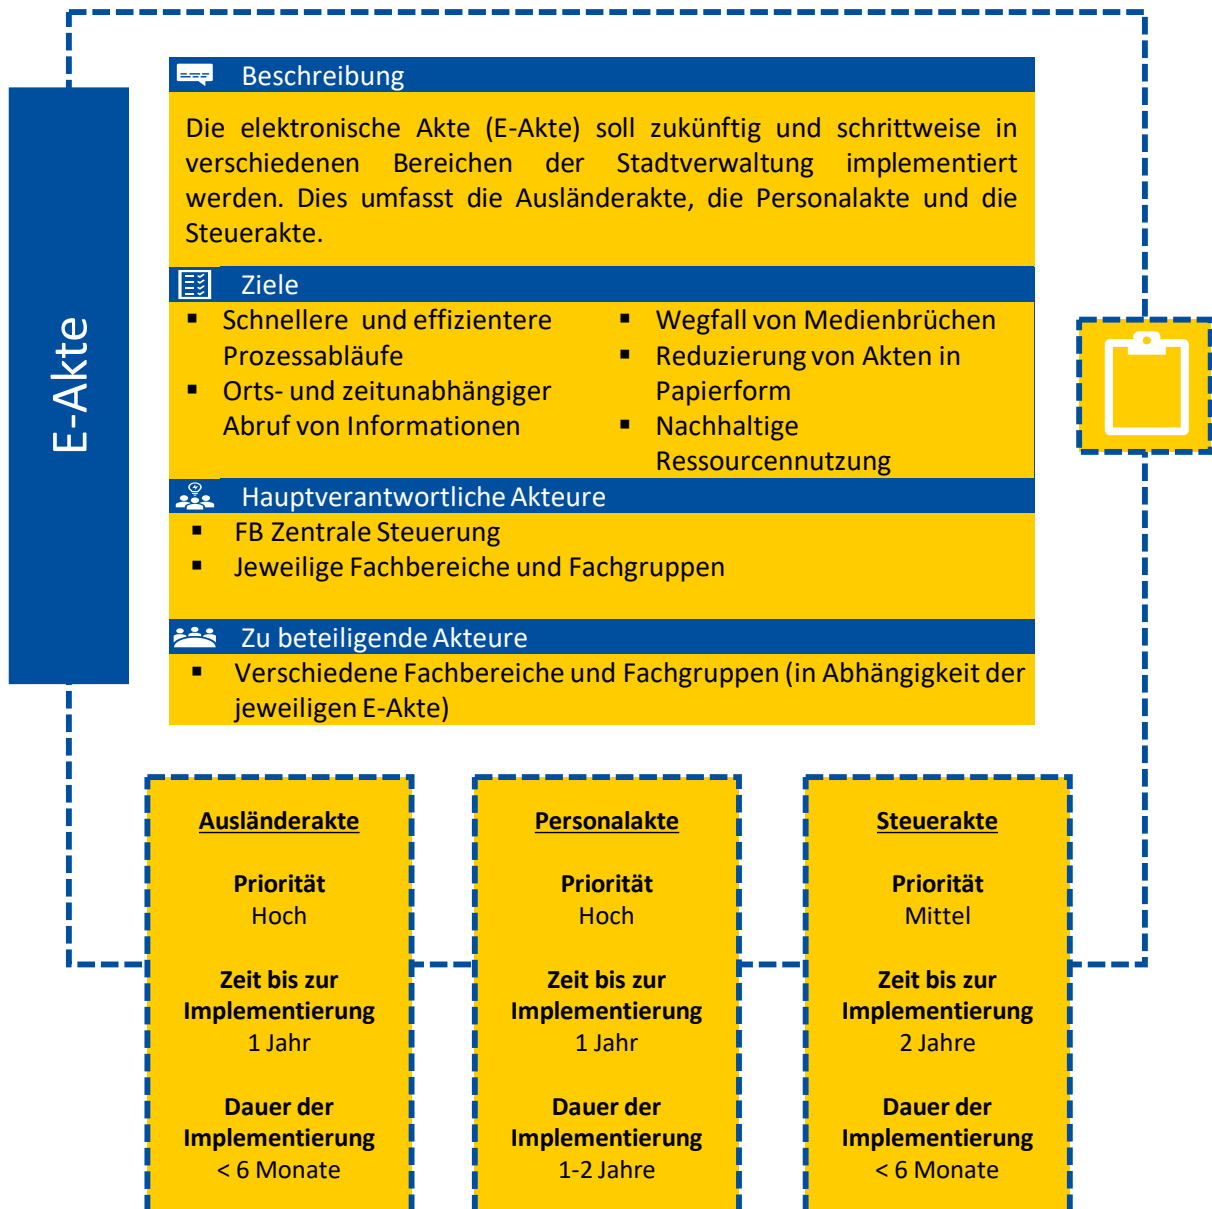 E-Akte
Beschreibung
Die elektronische Akte (E-Akte) soll zukünftig und schrittweise in
verschiedenen Bereichen der Stadtverwaltung implementiert
werden. Dies umfasst die Ausländerakte, die Personalakte und die
Steuerakte.
Ziele
▪ Schnellere und effizientere
Prozessabläufe
▪ Orts- und zeitunabhängiger
Abruf von Informationen
▪ Wegfall von Medienbrüchen
▪ Reduzierung von Akten in
Papierform
▪ Nachhaltige
Ressourcennutzung
Hauptverantwortliche Akteure
▪ FB Zentrale Steuerung
▪ Jeweilige Fachbereiche und Fachgruppen
Zu beteiligende Akteure
▪ Verschiedene Fachbereiche und Fachgruppen (in Abhängigkeit der
jeweiligen E-Akte)
Ausländerakte
Priorität
Hoch
Zeit bis zur
Implementierung
1 Jahr
Dauer der
Implementierung
< 6 Monate
Personalakte
Priorität
Hoch
Zeit bis zur
Implementierung
1 Jahr
Dauer der
Implementierung
1-2 Jahre
Steuerakte
Priorität
Mittel
Zeit bis zur
Implementierung
2 Jahre
Dauer der
Implementierung
< 6 Monate